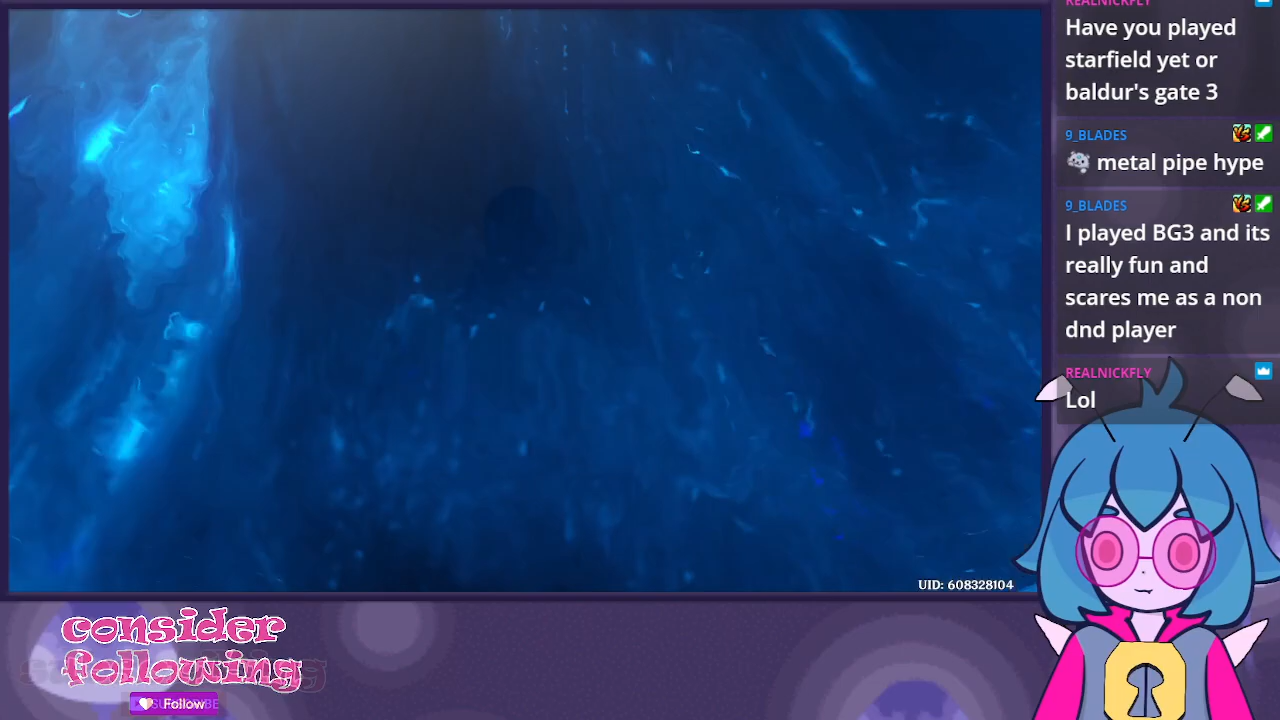 REALNICKFLY
Have you played
starfield yet or
baldur's gate 3
9_BLADES
metal pipe hype
9_BLADES
I played BG3 and its
really fun and
scares me as a non
dnd player
REALNICKFLY
Lol
UID: 608328104
consider
following
Follow